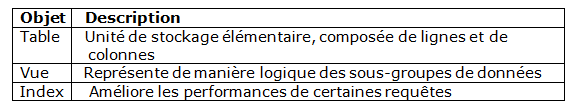 Objet Description
Table Unité de stockage élémentaire, composée de lignes et de
colonnes
Vue Représente de manière logique des sous-groupes de données
Index Améliore les performances de certaines requêtes